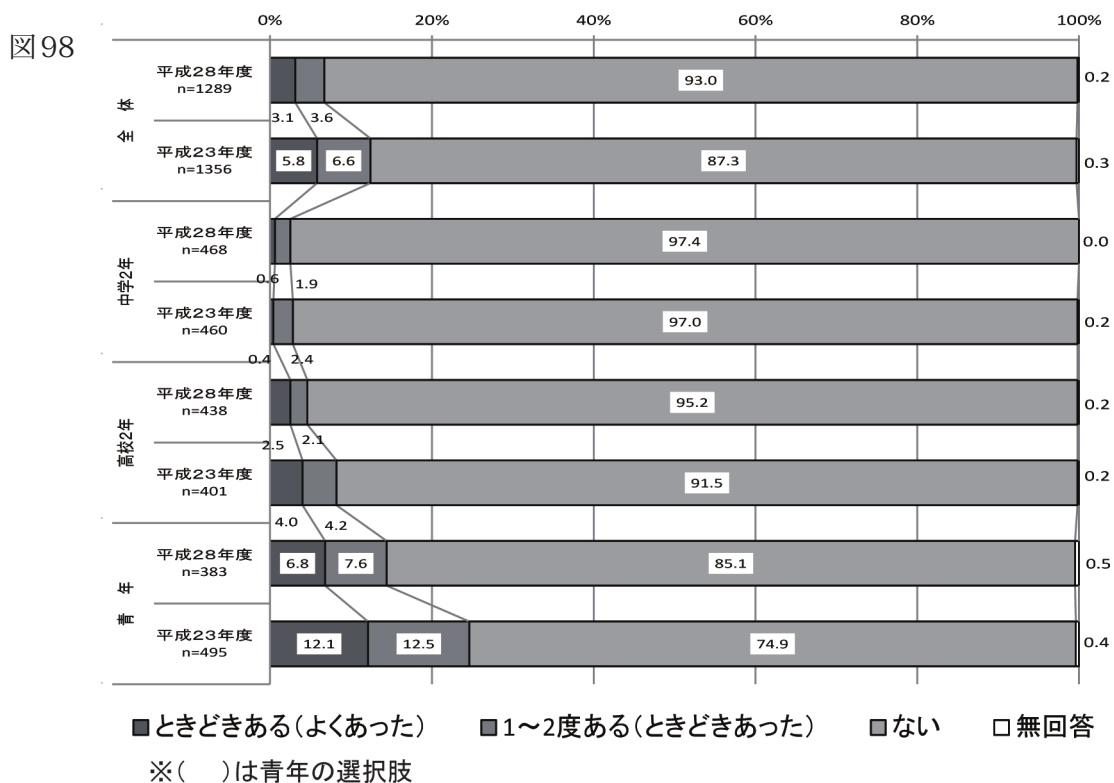 図98
0% 20% 40% 60% 80% 100%
全体
平成28年度
n=1289
93.0
0.2
3.1 3.6
平成23年度
n=1356
5.8 6.6 87.3
0.3
中学2年
平成28年度
n=468
97.4
0.0
0.6 1.9
平成23年度
n=460
97.0
0.2
0.4 2.4
高校2年
平成28年度
n=438
95.2
0.2
2.5 2.1
平成23年度
n=401
91.5
0.2
4.0 4.2
青年
平成28年度
n=383
6.8 7.6 85.1
0.5
平成23年度
n=495
12.1 12.5 74.9
0.4
ときどきある(よくあった) 1~2度ある(ときどきあった) ない 無回答
※( )は青年の選択肢